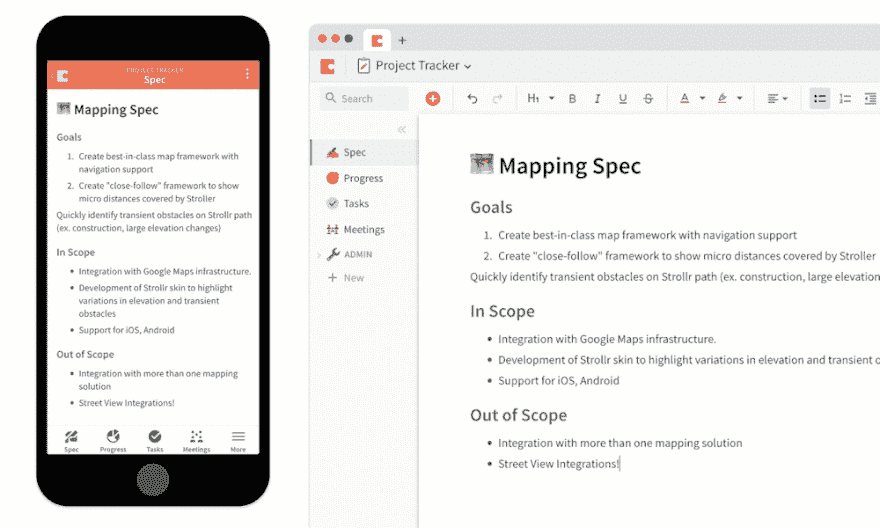 PROJECT TRACKER
Spec
Mapping Spec
Goals
1. Create best-in-class map framework with
navigation support
2. Create "close-follow" framework to show
micro distances covered by Stroller
Quickly identify transient obstacles on Strollr path
(ex. construction, large elevation changes)
In Scope
• Integration with Google Maps infrastructure.
• Development of Strollr skin to highlight
variations in elevation and transient
obstacles
• Support for iOS, Android
Out of Scope
• Integration with more than one mapping
solution
• Street View Integrations!
Spec Progress Tasks Meetings More
Project Tracker
Search
H1 B I U S A
Spec
Progress
Tasks
Meetings
ADMIN
New
Mapping Spec
Goals
1. Create best-in-class map framework with navigation support
2. Create "close-follow" framework to show micro distances covered by Stroller
Quickly identify transient obstacles on Strollr path (ex. construction, large elevation
In Scope
• Integration with Google Maps infrastructure.
• Development of Strollr skin to highlight variations in elevation and transient o
• Support for iOS, Android
Out of Scope
• Integration with more than one mapping solution
• Street View Integrations!